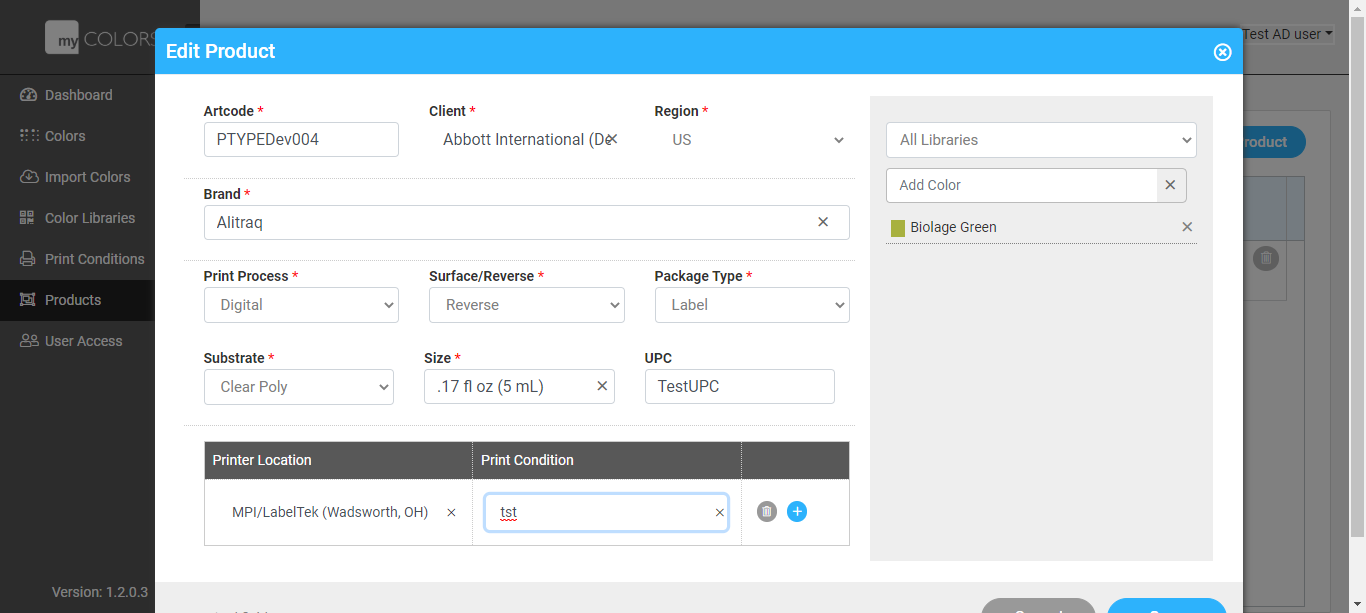 my COLORS
Test AD user
Edit Product
Dashboard
Colors
Import Colors
Color Libraries
Print Conditions
Products
User Access
Version: 1.2.0.3
Artcode * Client * Region *
PTYPEDev004 Abbott International (De US
Brand *
Alitraq
Print Process * Surface/Reverse * Package Type *
Digital Reverse Label
Substrate * Size * UPC
Clear Poly .17 fl oz (5 mL) TestUPC
Printer Location Print Condition
MPI/LabelTek (Wadsworth, OH) tst
All Libraries
Add Color
Biolage Green
roduct